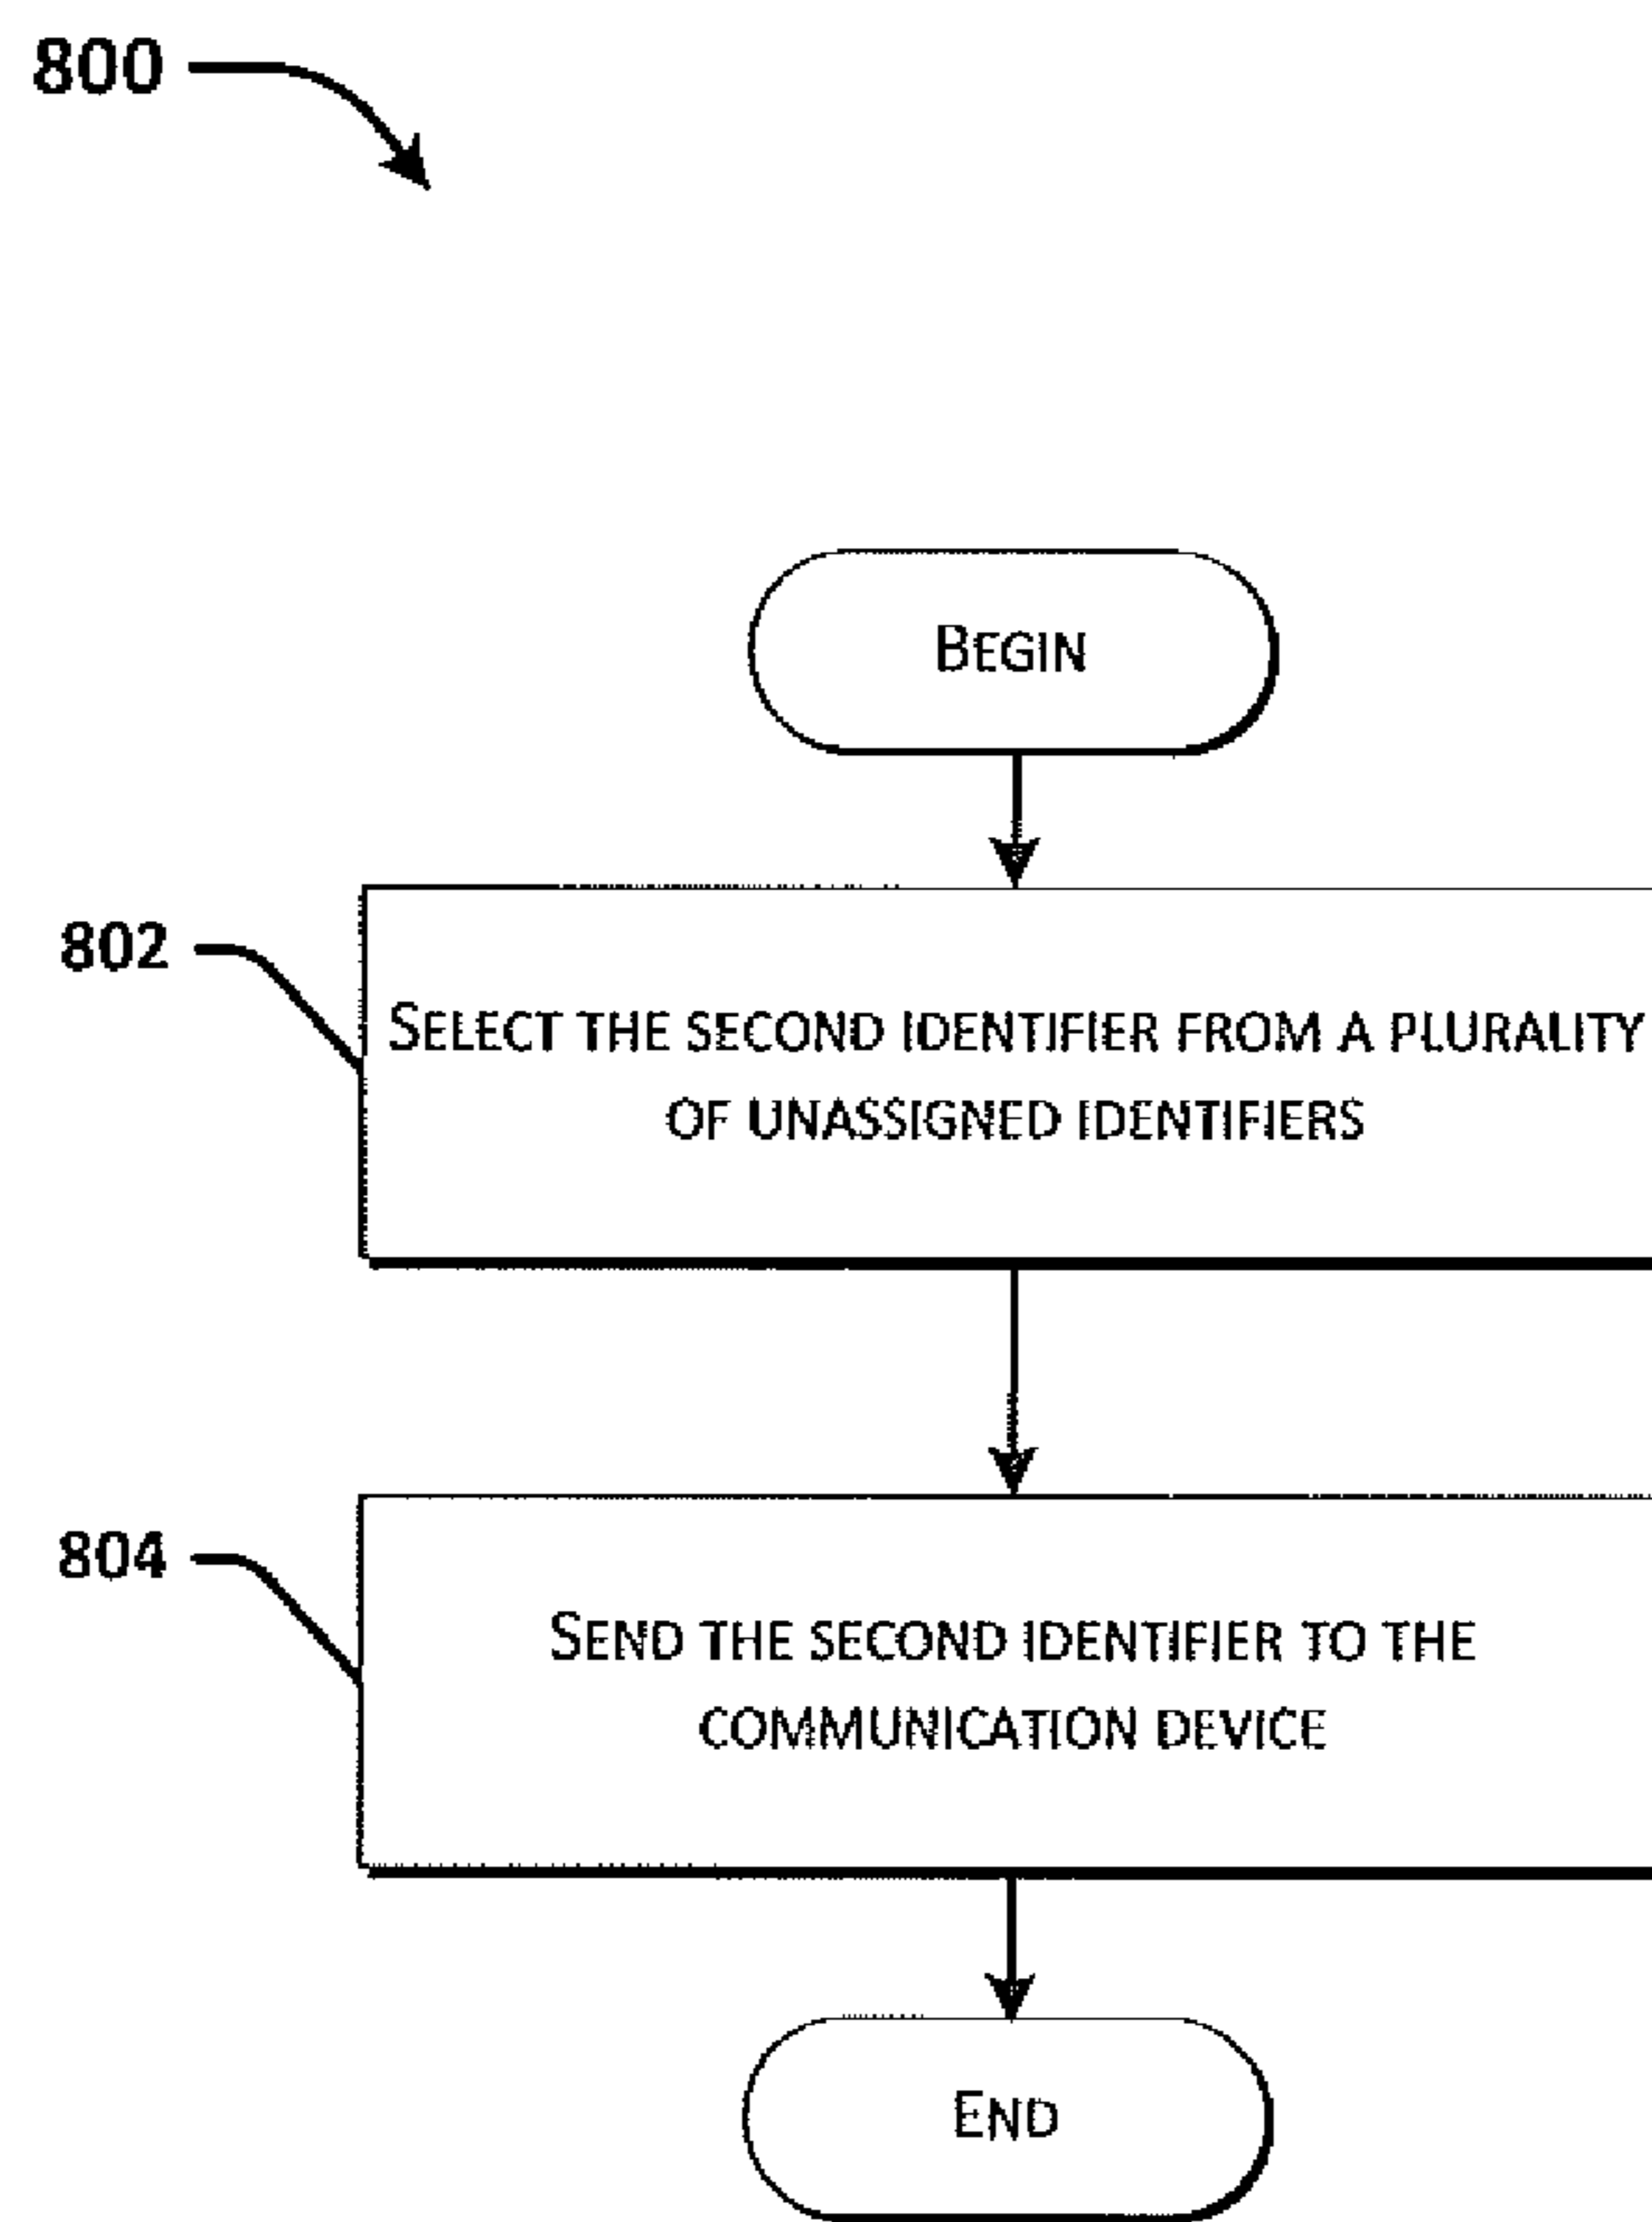 800
BEGIN
802
SELECT THE SECOND IDENTIFIER FROM A PLURALITY
OF UNASSIGNED IDENTIFIERS
804
SEND THE SECOND IDENTIFIER TO THE
COMMUNICATION DEVICE
END